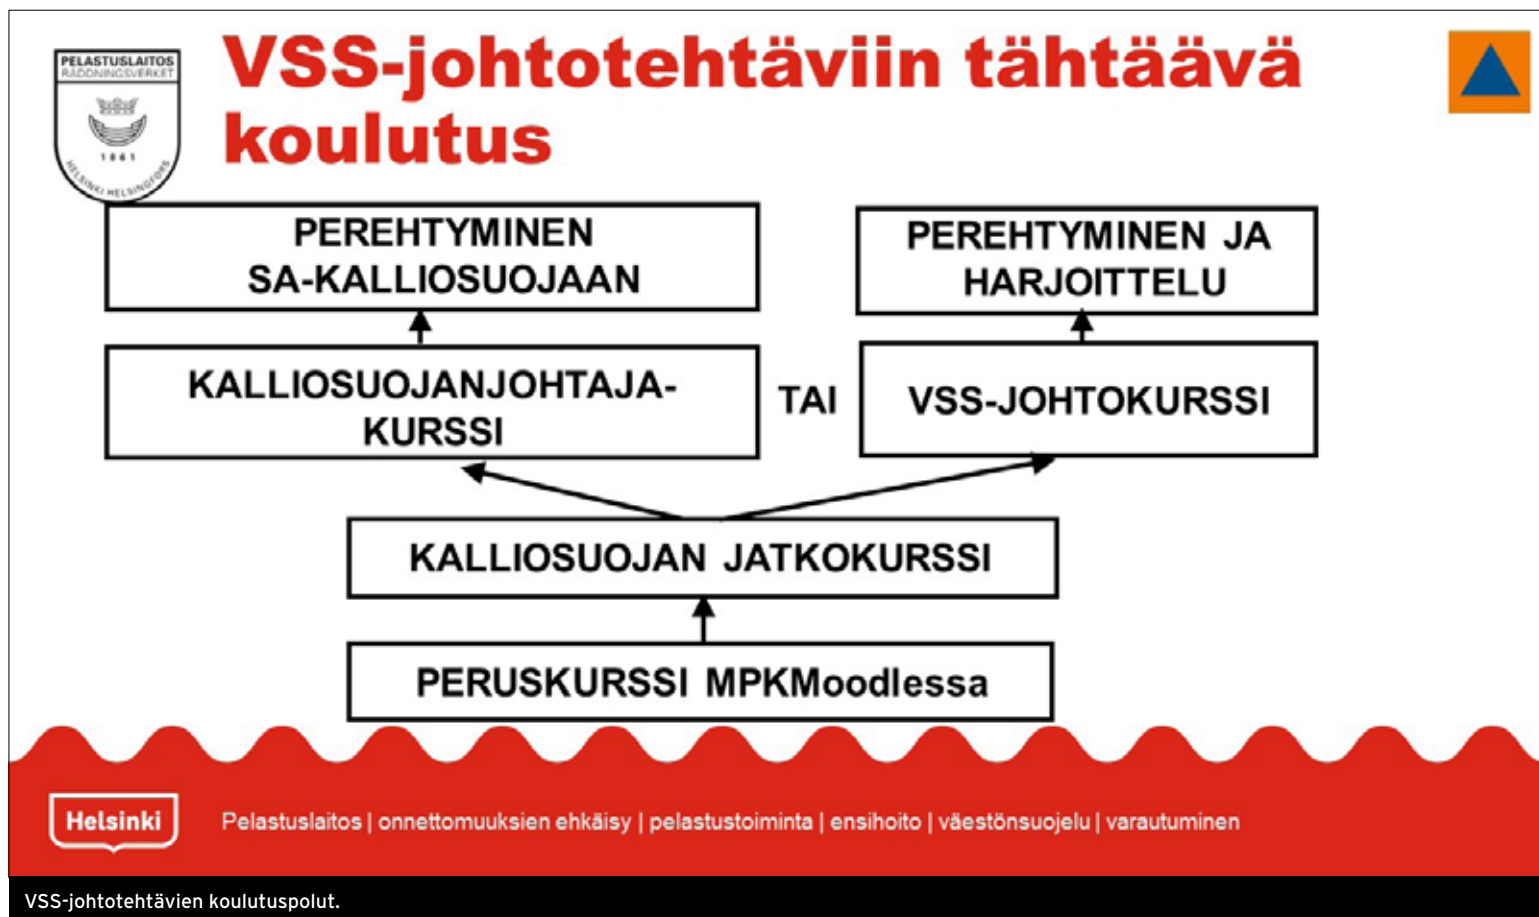 VSS-johtotehtäviin tähtäävä
koulutus
PELASTUSLAITOS
RÄDDNINGSVERKET
1861
HELSINKI HELSINGFORS
PEREHTYMINEN
SA-KALLIOSUOJAAN
PEREHTYMINEN JA
HARJOITTELU
KALLIOSUOJANJOHTAJA-
KURSSI
TAI
VSS-JOHTOKURSSI
KALLIOSUOJAN JATKOKURSSI
PERUSKURSSI MPKMoodlessa
Helsinki
Pelastuslaitos | onnettomuuksien ehkäisy | pelastustoiminta | ensihoito | väestönsuojelu | varautuminen
VSS-johtotehtävien koulutuspolut.